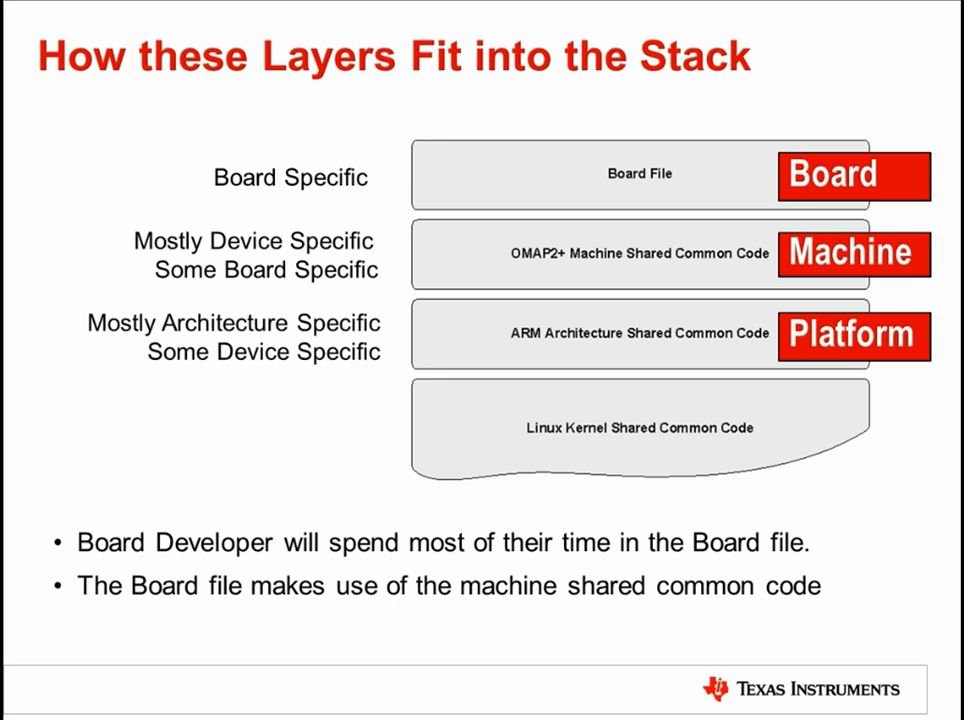 How these Layers Fit into the Stack
Board Specific
Board File
Board
Mostly Device Specific
Some Board Specific
OMAP2+ Machine Shared Common Code
Machine
Mostly Architecture Specific
Some Device Specific
ARM Architecture Shared Common Code
Platform
Linux Kernel Shared Common Code
• Board Developer will spend most of their time in the Board file.
• The Board file makes use of the machine shared common code
TEXAS INSTRUMENTS